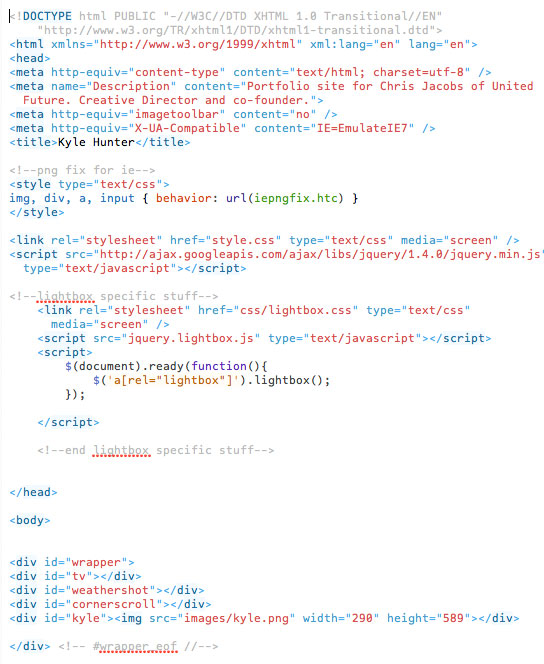 <!DOCTYPE html PUBLIC "-//W3C//DTD XHTML 1.0 Transitional//EN"
"http://www.w3.org/TR/xhtml1/DTD/xhtml1-transitional.dtd">
<html xmlns="http://www.w3.org/1999/xhtml" xml:lang="en" lang="en">
<head>
<meta http-equiv="content-type" content="text/html; charset=utf-8" />
<meta name="Description" content="Portfolio site for Chris Jacobs of United
Future. Creative Director and co-founder.">
<meta http-equiv="imagetoolbar" content="no" />
<meta http-equiv="X-UA-Compatible" content="IE=EmulateIE7" />
<title>Kyle Hunter</title>
<!--png fix for ie-->
<style type="text/css">
img, div, a, input { behavior: url(iepngfix.htc) }
</style>
<link rel="stylesheet" href="style.css" type="text/css" media="screen" />
<script src="http://ajax.googleapis.com/ajax/libs/jquery/1.4.0/jquery.min.js"
type="text/javascript"></script>
<!--lightbox specific stuff-->
<link rel="stylesheet" href="css/lightbox.css" type="text/css"
media="screen" />
<script src="jquery.lightbox.js" type="text/javascript"></script>
<script>
$(document).ready(function(){
$('a[rel="lightbox"]').lightbox();
});
</script>
<!--end lightbox specific stuff-->
</head>
<body>
<div id="wrapper">
<div id="tv"></div>
<div id="weathershot"></div>
<div id="cornerscroll"></div>
<div id="kyle"><img src="images/kyle.png" width="290" height="589"></div>
</div> <!-- #wrapper eof //-->